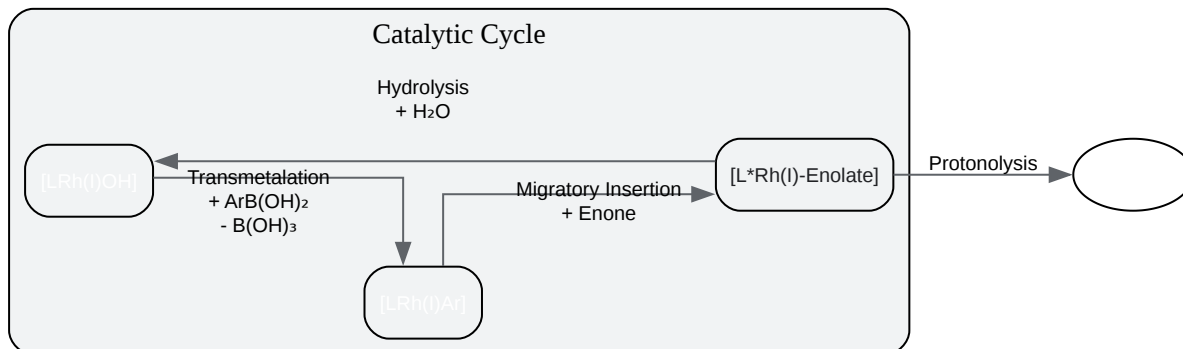 Catalytic Cycle
Hydrolysis
+ H₂O
[LRh(I)OH]
Transmetalation
+ ArB(OH)₂
- B(OH)₃
Migratory Insertion
+ Enone
[L*Rh(I)-Enolate]
Protonolysis
[LRh(I)Ar]